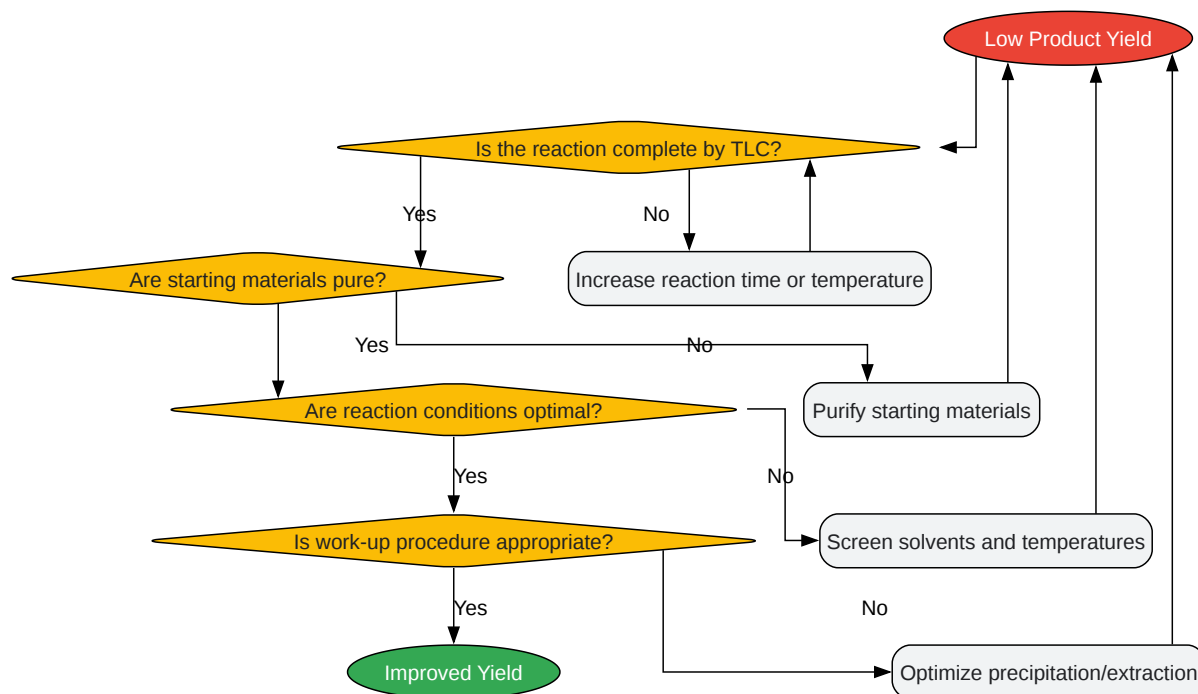 Low Product Yield
Is the reaction complete by TLC?
Yes
No
Are starting materials pure?
Increase reaction time or temperature
Yes
No
Are reaction conditions optimal?
Purify starting materials
Yes
No
Is work-up procedure appropriate?
Screen solvents and temperatures
Yes
No
Improved Yield
Optimize precipitation/extraction